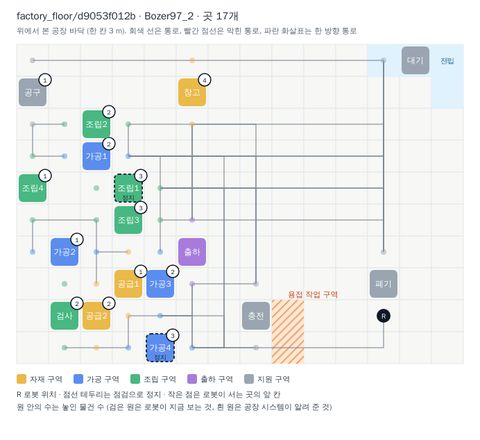 factory_floor/d9053f012b · Bozer97_2 · 곳 17개
위에서 본 공장 바닥 (한 칸 3 m). 회색 선은 통로, 빨간 점선은 막힌 통로, 파란 화살표는 한 방향 통로
대기
진입
공구 1
창고 4
조립2 2
가공1 2
조립4 1
조립1 3
정지
조립3 3
가공2 1
출하
공급1 1
가공3 2
폐기
용접 작업 구역
검사 2
공급2 2
충전
R
가공4 3
정지
자재 구역
가공 구역
조립 구역
출하 구역
지원 구역
R 로봇 위치 · 점선 테두리는 점검으로 정지 · 작은 점은 로봇이 서는 곳의 앞 칸
원 안의 수는 놓인 물건 수 (검은 원은 로봇이 지금 보는 것, 흰 원은 공장 시스템이 알려 준 것)